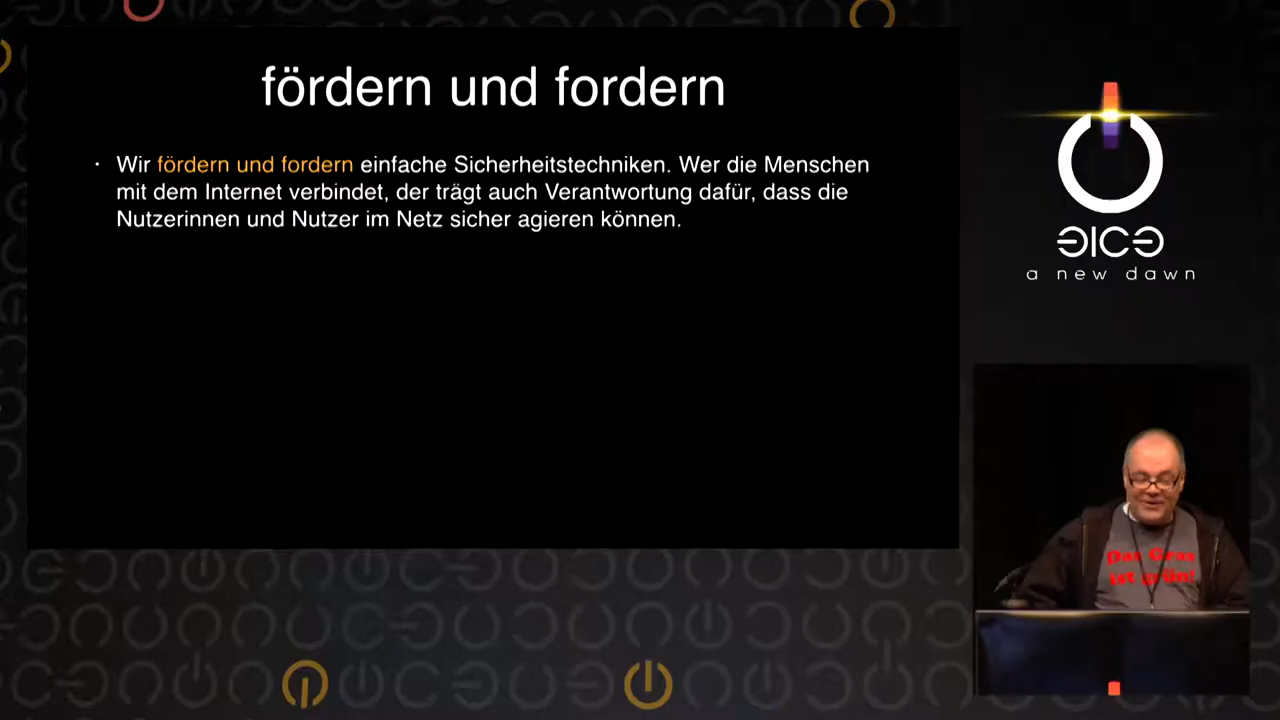 fördern und fordern
· Wir fördern und fordern einfache Sicherheitstechniken. Wer die Menschen
mit dem Internet verbindet, der trägt auch Verantwortung dafür, dass die
Nutzerinnen und Nutzer im Netz sicher agieren können.
a new dawn
Das Gras
ist grün!